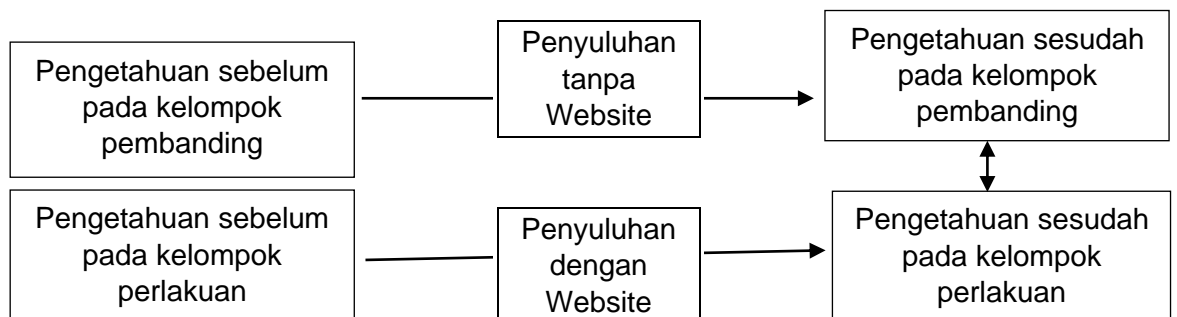 Pengetahuan sebelum
pada kelompok
pembanding
Penyuluhan
tanpa
Website
Pengetahuan sesudah
pada kelompok
pembanding
Pengetahuan sebelum
pada kelompok
perlakuan
Penyuluhan
dengan
Website
Pengetahuan sesudah
pada kelompok
perlakuan